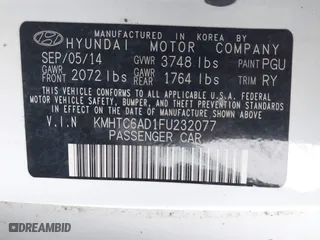 MANUFACTURED IN KOREA BY
HYUNDAI MOTOR COMPANY
SEP/05/14 GVWR 3748 lbs PAINT PGU
GAWR FRONT 2072 lbs GAWR REAR 1764 lbs TRIM RY
THIS VEHICLE CONFORMS TO ALL APPLICABLE
U.S.A. FEDERAL MOTOR VEHICLE SAFETY, BUMPER,
AND THEFT PREVENTION STANDARDS IN EFFECT
ON THE DATE OF MANUFACTURE SHOWN ABOVE.
V.I.N KMHTC6AD1FU232077
PASSENGER CAR
DRIVE HISTORY